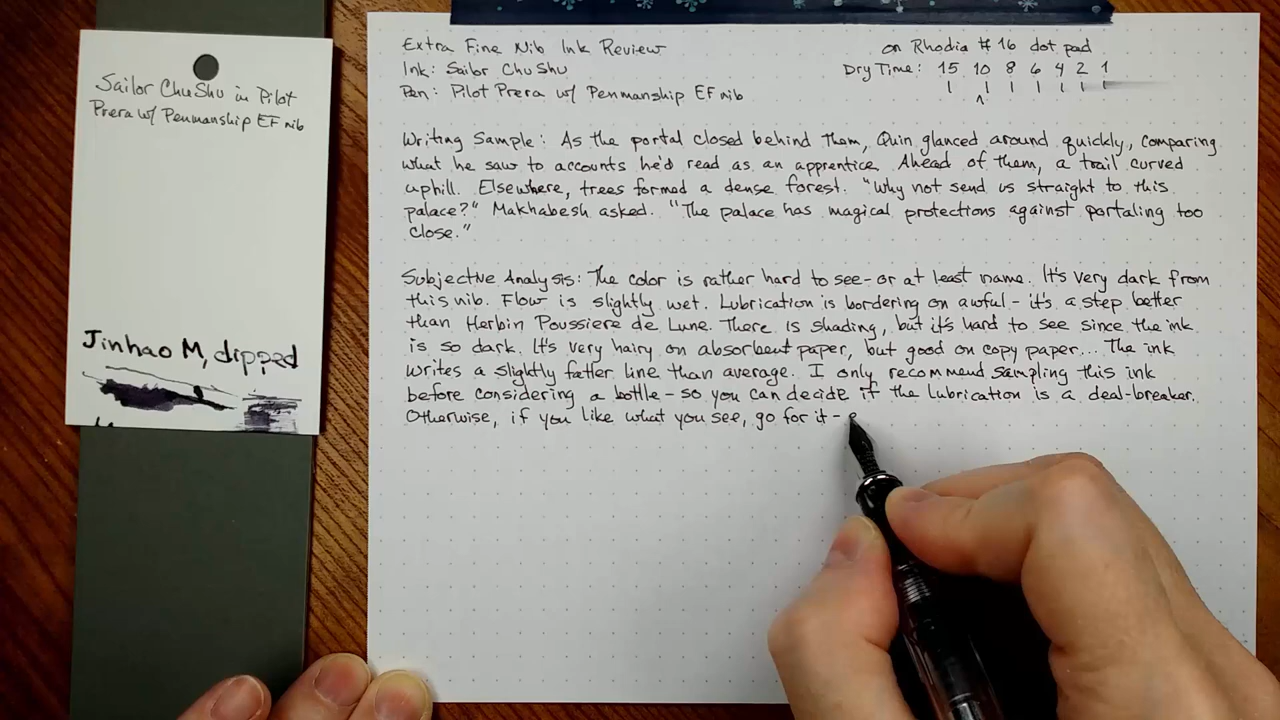 Sailor ChuShu in Pilot
Prera w/ Penmanship EF nib
Jinhao M, dipped
Extra Fine Nib Ink Review
Ink: Sailor ChuShu
Pen: Pilot Prera w/ Penmanship EF nib
on Rhodia #16 dot pad
Dry Time: 15 10 8 6 4 2 1
Writing Sample: As the portal closed behind them, Quin glanced around quickly, comparing
what he saw to accounts he'd read as an apprentice. Ahead of them, a trail curved
uphill. Elsewhere, trees formed a dense forest. "Why not send us straight to this
palace?" Makhabesh asked. "The palace has magical protections against portaling too
close."
Subjective Analysis: The color is rather hard to see - or at least name. It's very dark from
this nib. Flow is slightly wet. Lubrication is bordering on awful - it's a step better
than Herbin Poussiere de Lune. There is shading, but it's hard to see since the ink
is so dark. It's very hairy on absorbent paper, but good on copy paper... The ink
writes a slightly fatter line than average. I only recommend sampling this ink
before considering a bottle - so you can decide if the lubrication is a deal-breaker.
Otherwise, if you like what you see, go for it -